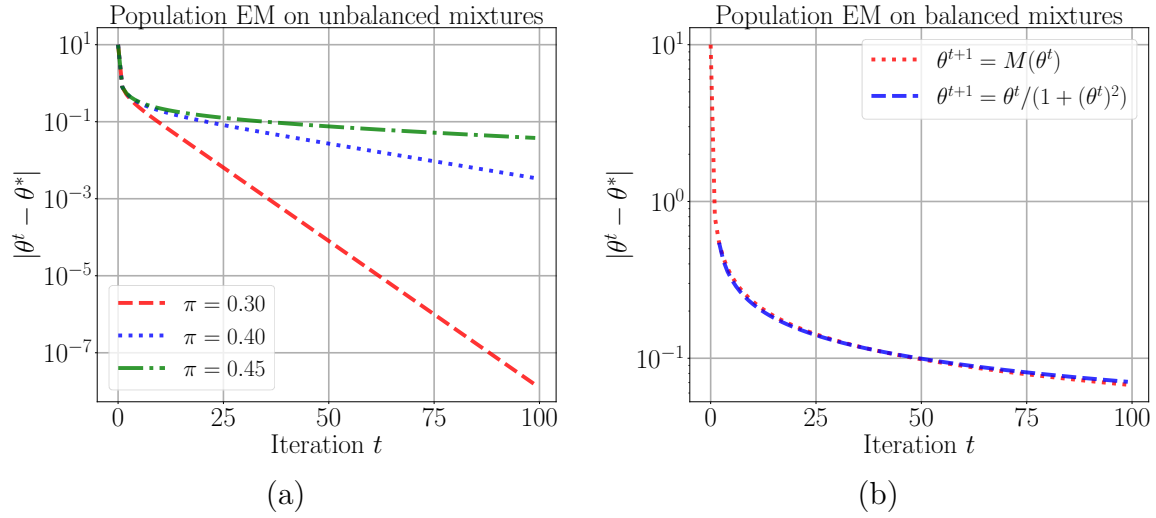 Population EM on unbalanced mixtures
10^1
10^{-1}
10^{-3}
10^{-5}
10^{-7}
|θ^t − θ^*|
π = 0.30
π = 0.40
π = 0.45
0 25 50 75 100
Iteration t
(a)
Population EM on balanced mixtures
θ^{t+1} = M(θ^t)
θ^{t+1} = θ^t/(1 + (θ^t)^2)
10^1
10^0
10^{-1}
|θ^t − θ^*|
0 25 50 75 100
Iteration t
(b)